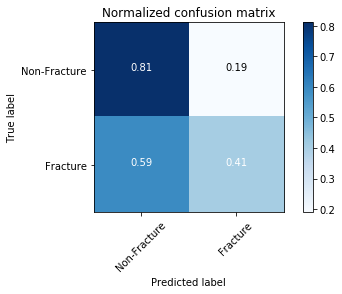 Normalized confusion matrix
True label
Non-Fracture
Fracture
0.81
0.19
0.59
0.41
Non-Fracture
Fracture
Predicted label
0.8
0.7
0.6
0.5
0.4
0.3
0.2